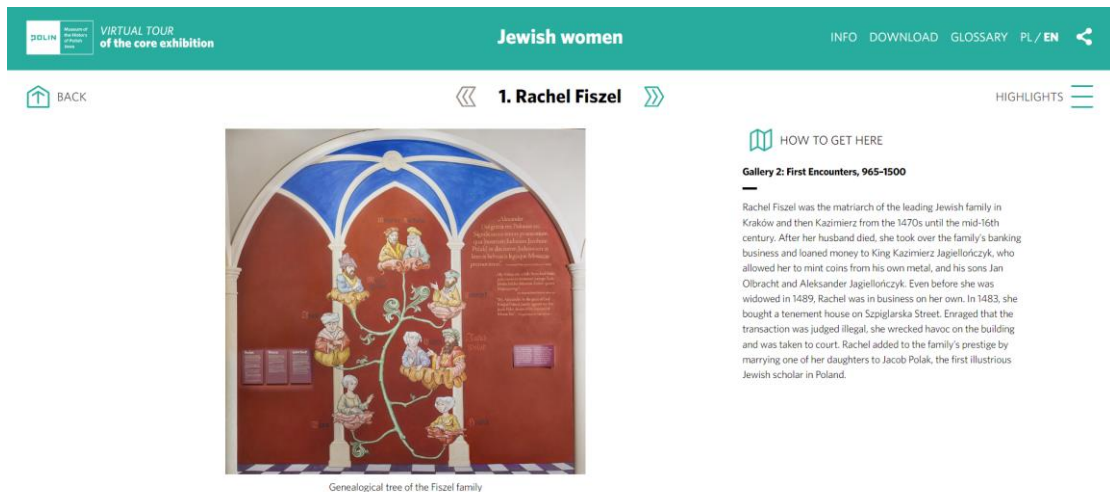 POLIN
Museum of
the History
of Polish
Jews
VIRTUAL TOUR
of the core exhibition
Jewish women
INFO DOWNLOAD GLOSSARY PL / EN
BACK
1. Rachel Fiszel
HIGHLIGHTS
HOW TO GET HERE
Gallery 2: First Encounters, 965–1500
Rachel Fiszel was the matriarch of the leading Jewish family in
Kraków and then Kazimierz from the 1470s until the mid-16th
century. After her husband died, she took over the family's banking
business and loaned money to King Kazimierz Jagiellończyk, who
allowed her to mint coins from his own metal, and his sons Jan
Olbracht and Aleksander Jagiellończyk. Even before she was
widowed in 1489, Rachel was in business on her own. In 1483, she
bought a tenement house on Szpiglarska Street. Enraged that the
transaction was judged illegal, she wrecked havoc on the building
and was taken to court. Rachel added to the family's prestige by
marrying one of her daughters to Jacob Polak, the first illustrious
Jewish scholar in Poland.
Genealogical tree of the Fiszel family